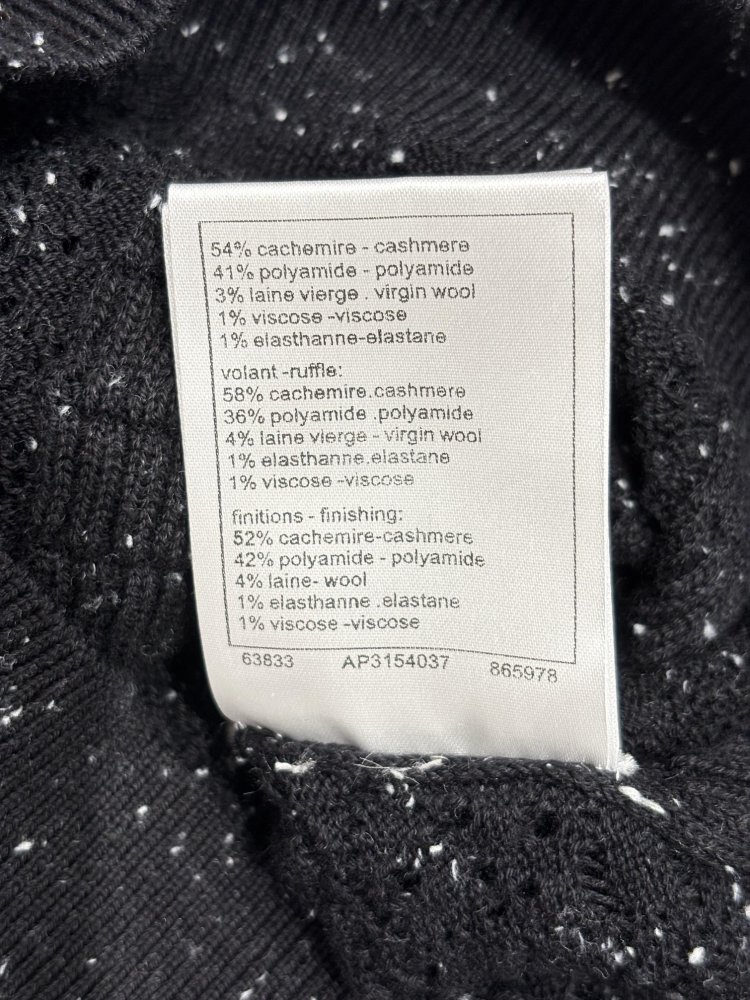 54% cachemire - cashmere
41% polyamide - polyamide
3% laine vierge . virgin wool
1% viscose -viscose
1% elasthanne-elastane
volant -ruffle:
58% cachemire.cashmere
36% polyamide .polyamide
4% laine vierge - virgin wool
1% elasthanne.elastane
1% viscose -viscose
finitions - finishing:
52% cachemire-cashmere
42% polyamide - polyamide
4% laine- wool
1% elasthanne .elastane
1% viscose -viscose
63833 AP3154037 865978